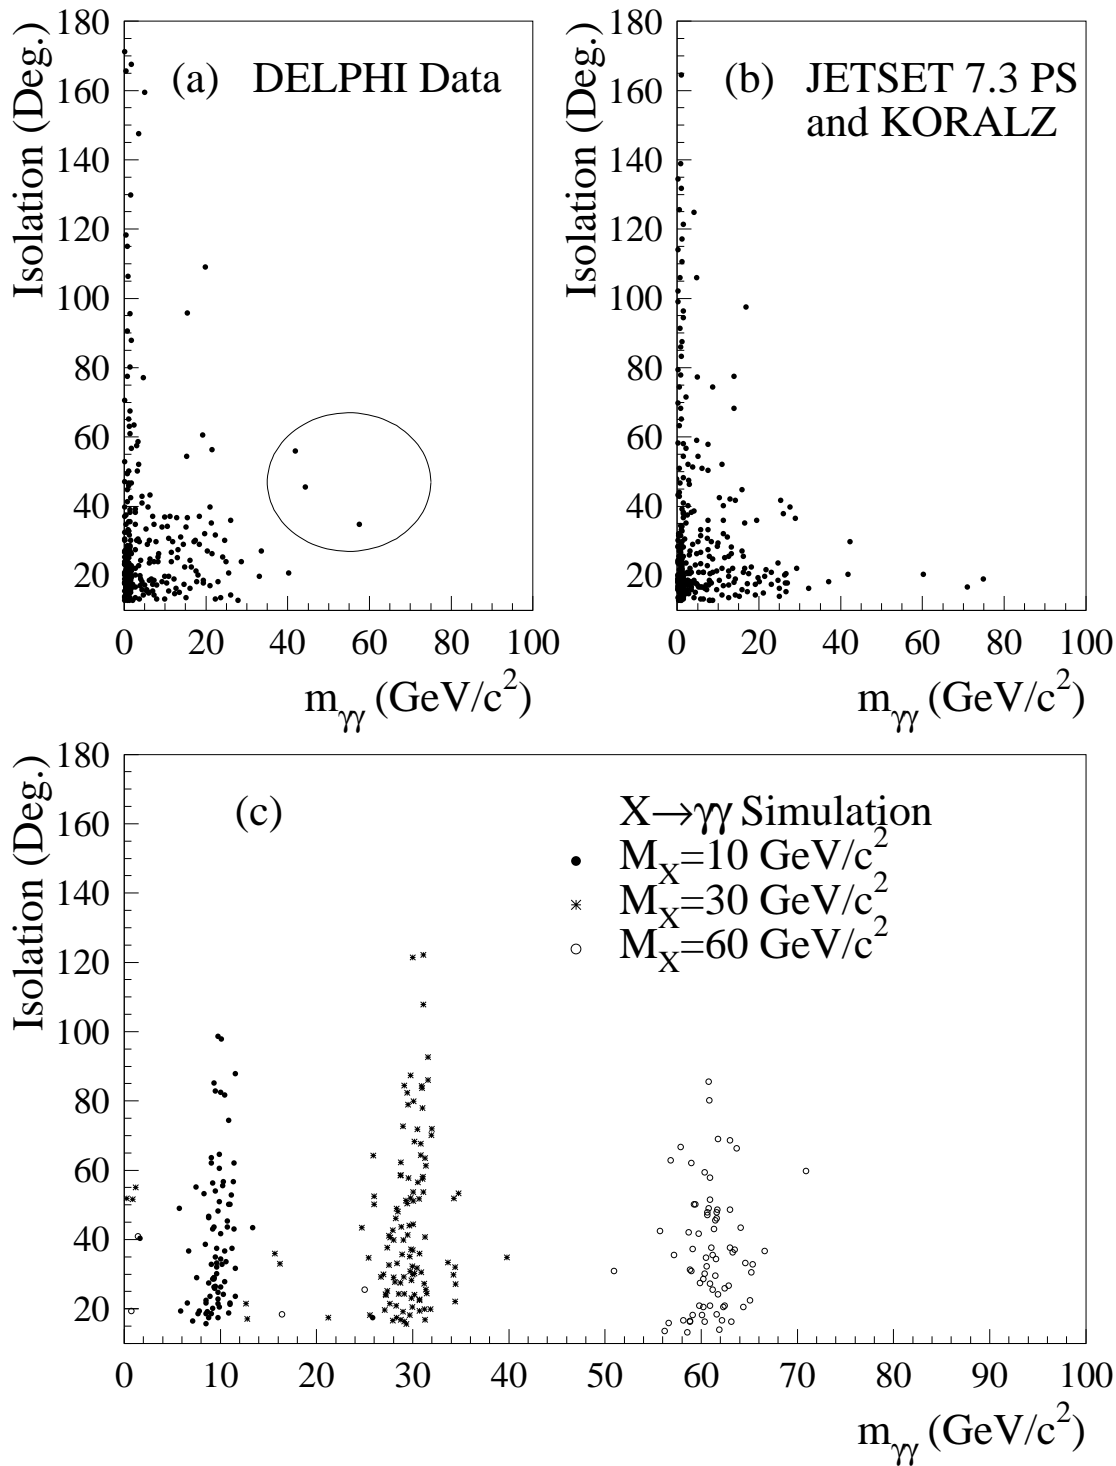 (a) DELPHI Data
Isolation (Deg.)
180
160
140
120
100
80
60
40
20
0 20 40 60 80 100
mγγ (GeV/c²)
(b) JETSET 7.3 PS
and KORALZ
Isolation (Deg.)
180
160
140
120
100
80
60
40
20
0 20 40 60 80 100
mγγ (GeV/c²)
(c)
X→γγ Simulation
M_X=10 GeV/c²
M_X=30 GeV/c²
M_X=60 GeV/c²
Isolation (Deg.)
180
160
140
120
100
80
60
40
20
0 10 20 30 40 50 60 70 80 90 100
mγγ (GeV/c²)